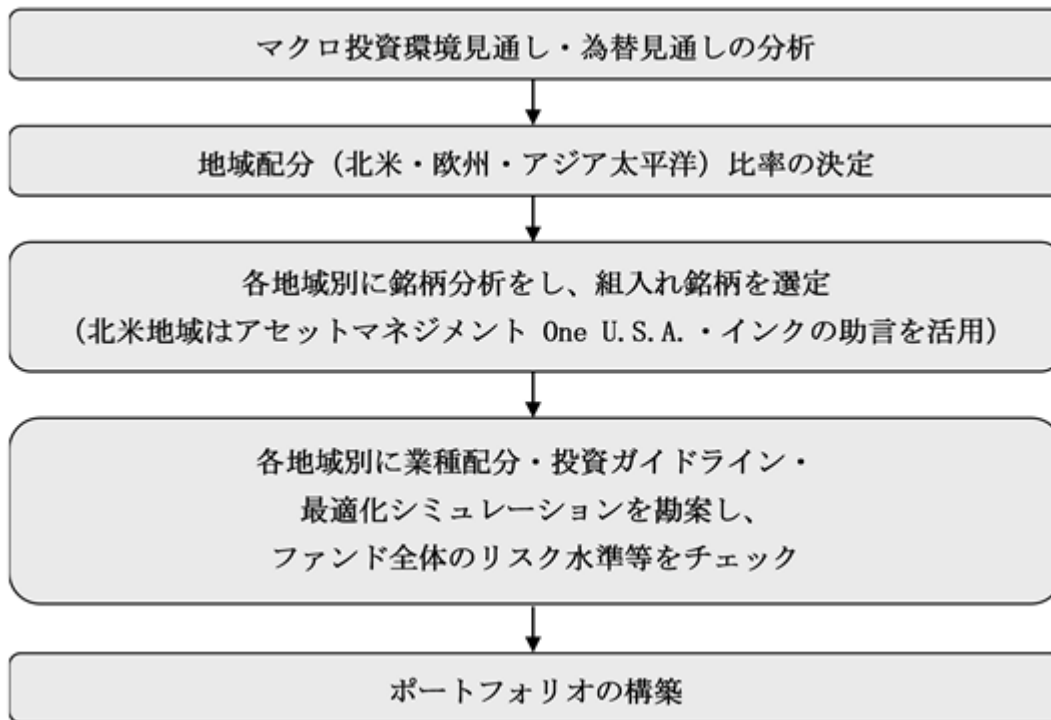 マクロ投資環境見通し・為替見通しの分析
地域配分（北米・欧州・アジア太平洋）比率の決定
各地域別に銘柄分析をし、組入れ銘柄を選定
（北米地域はアセットマネジメント One U.S.A.・インクの助言を活用）
各地域別に業種配分・投資ガイドライン・
最適化シミュレーションを勘案し、
ファンド全体のリスク水準等をチェック
ポートフォリオの構築